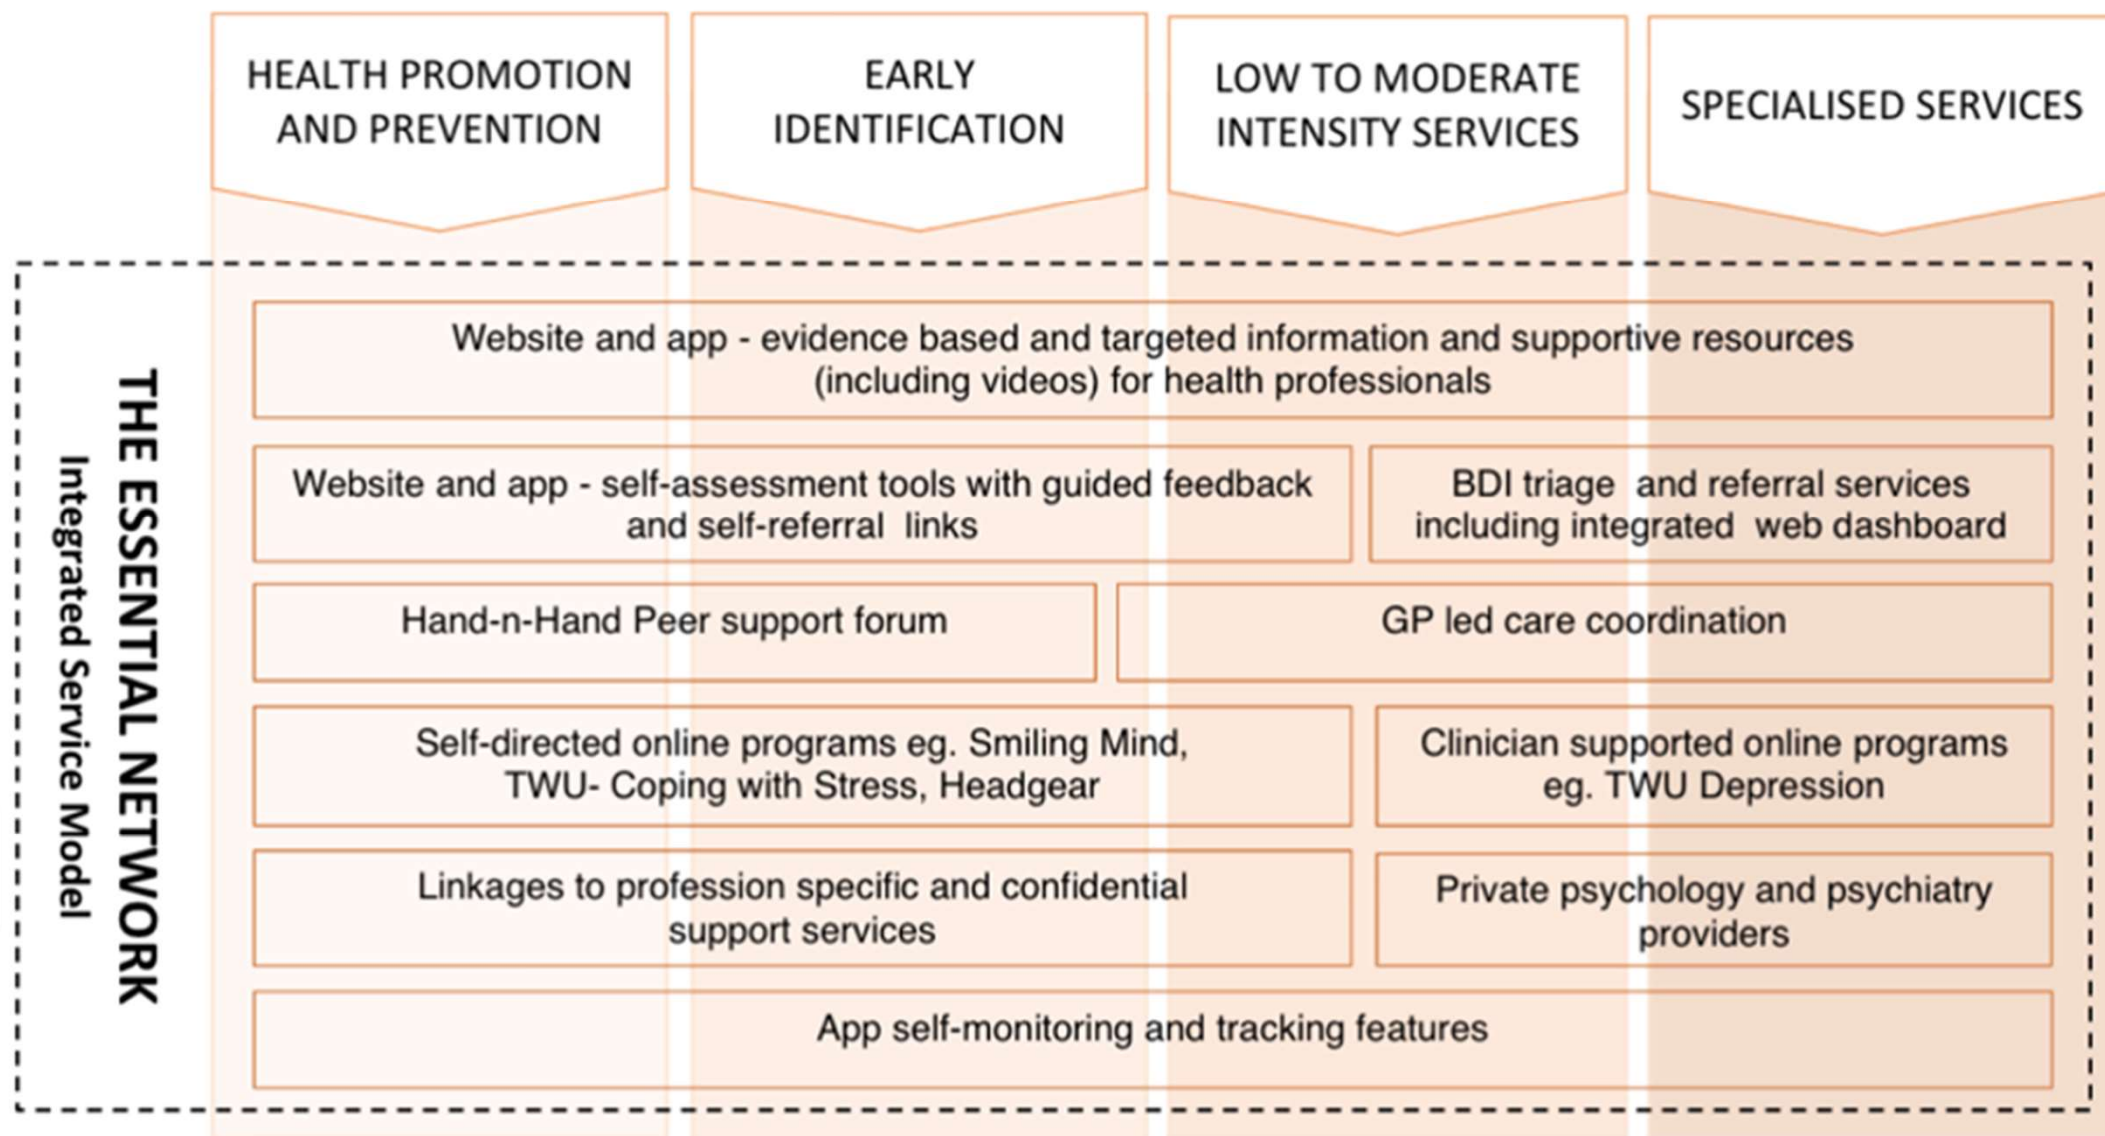 HEALTH PROMOTION
AND PREVENTION
EARLY
IDENTIFICATION
LOW TO MODERATE
INTENSITY SERVICES
SPECIALISED SERVICES
THE ESSENTIAL NETWORK
Integrated Service Model
Website and app - evidence based and targeted information and supportive resources
(including videos) for health professionals
Website and app - self-assessment tools with guided feedback
and self-referral links
BDI triage and referral services
including integrated web dashboard
Hand-n-Hand Peer support forum
GP led care coordination
Self-directed online programs eg. Smiling Mind,
TWU- Coping with Stress, Headgear
Clinician supported online programs
eg. TWU Depression
Linkages to profession specific and confidential
support services
Private psychology and psychiatry
providers
App self-monitoring and tracking features